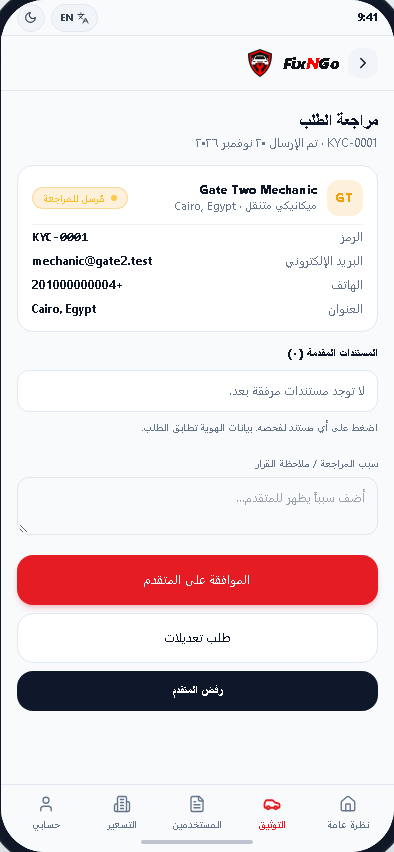 9:41
EN
FixNGo
مراجعة الطلب
KYC-0001 · تم الإرسال ٢٠ نوفمبر ٢٠٢٦
GT
Gate Two Mechanic
ميكانيكي متنقل · Cairo, Egypt
مُرسل للمراجعة
الرمز KYC-0001
البريد الإلكتروني mechanic@gate2.test
الهاتف 201000000004+
العنوان Cairo, Egypt
المستندات المقدمة (٠)
لا توجد مستندات مرفقة بعد.
اضغط على أي مستند لفحصه. بيانات الهوية تطابق الطلب.
سبب المراجعة / ملاحظة القرار
أضف سبباً يظهر للمتقدم...
الموافقة على المتقدم
طلب تعديلات
رفض المتقدم
نظرة عامة
التوثيق
المستخدمين
التسعير
حسابي